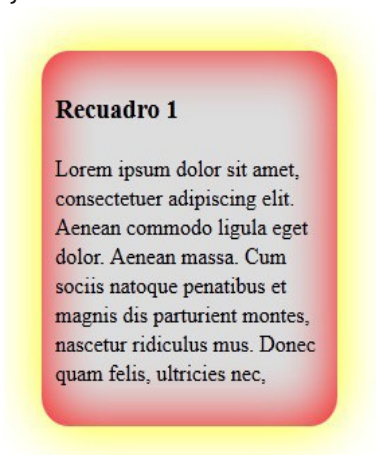 Recuadro 1
Lorem ipsum dolor sit amet,
consectetuer adipiscing elit.
Aenean commodo ligula eget
dolor. Aenean massa. Cum
sociis natoque penatibus et
magnis dis parturient montes,
nascetur ridiculus mus. Donec
quam felis, ultricies nec,